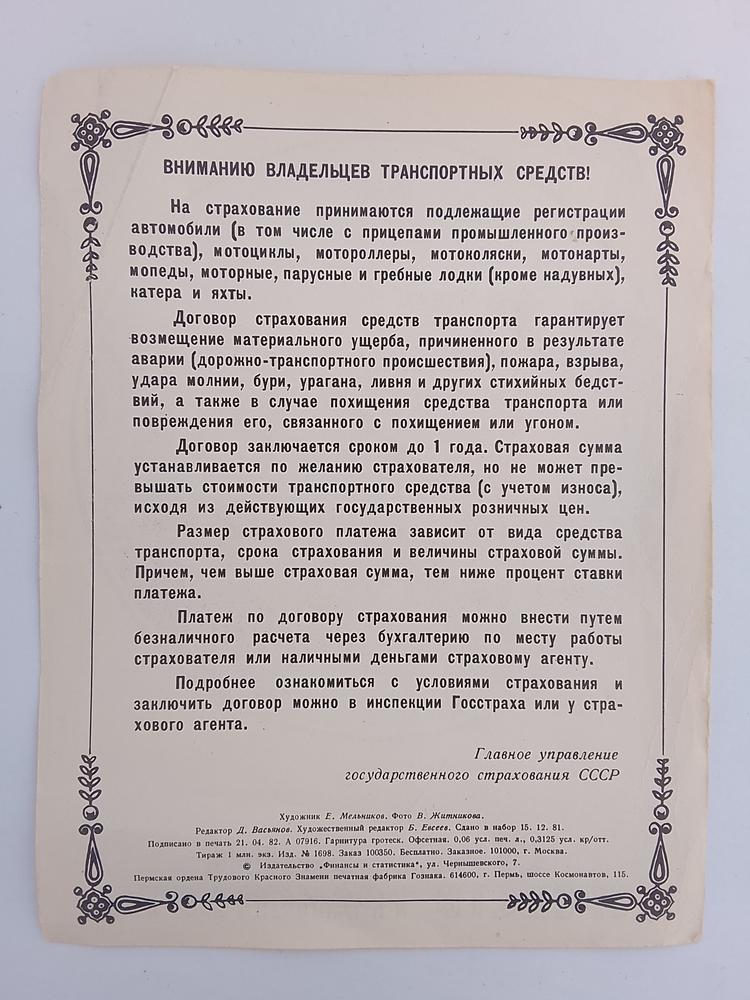 ВНИМАНИЮ ВЛАДЕЛЬЦЕВ ТРАНСПОРТНЫХ СРЕДСТВ!
На страхование принимаются подлежащие регистрации
автомобили (в том числе с прицепами промышленного произ-
водства), мотоциклы, мотороллеры, мотоколяски, мотонарты,
мопеды, моторные, парусные и гребные лодки (кроме надувных),
катера и яхты.
Договор страхования средств транспорта гарантирует
возмещение материального ущерба, причиненного в результате
аварии (дорожно-транспортного происшествия), пожара, взрыва,
удара молнии, бури, урагана, ливня и других стихийных бедст-
вий, а также в случае похищения средства транспорта или
повреждения его, связанного с похищением или угоном.
Договор заключается сроком до 1 года. Страховая сумма
устанавливается по желанию страхователя, но не может пре-
вышать стоимости транспортного средства (с учетом износа),
исходя из действующих государственных розничных цен.
Размер страхового платежа зависит от вида средства
транспорта, срока страхования и величины страховой суммы.
Причем, чем выше страховая сумма, тем ниже процент ставки
платежа.
Платеж по договору страхования можно внести путем
безналичного расчета через бухгалтерию по месту работы
страхователя или наличными деньгами страховому агенту.
Подробнее ознакомиться с условиями страхования и
заключить договор можно в инспекции Госстраха или у стра-
хового агента.
Главное управление
государственного страхования СССР
Художник Е. Мельников. Фото В. Житникова.
Редактор Д. Васьянов. Художественный редактор Б. Евсеев. Сдано в набор 15. 12. 81.
Подписано в печать 21. 04. 82. А 07916. Гарнитура гротеск. Офсетная. 0,06 усл. печ. л., 0,3125 усл. кр/отт.
Тираж 1 млн. экз. Изд. № 1698. Заказ 100350. Бесплатно. Заказное. 101000, г. Москва.
© Издательство „Финансы и статистика“, ул. Чернышевского, 7.
Пермская ордена Трудового Красного Знамени печатная фабрика Гознака. 614600, г. Пермь, шоссе Космонавтов, 115.